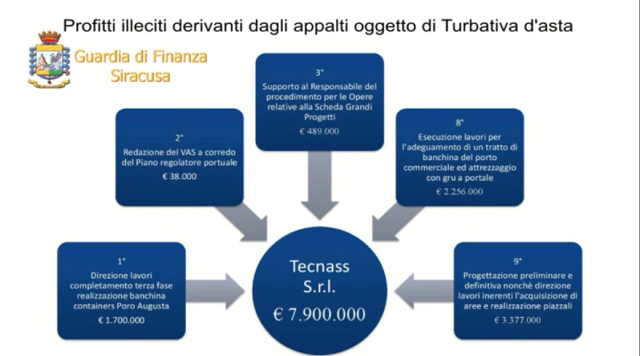 Profitti illeciti derivanti dagli appalti oggetto di Turbativa d'asta
Guardia di Finanza
Siracusa
3°
Supporto al Responsabile del
procedimento per le Opere
relative alla Scheda Grandi
Progetti
€ 489.000
2°
Redazione del VAS a corredo
del Piano regolatore portuale
€ 38.000
8°
Esecuzione lavori per
l'adeguamento di un tratto di
banchina del porto
commerciale ed attrezzaggio
con gru a portale
€ 2.256.000
1°
Direzione lavori
completamento terza fase
realizzazione banchina
containers Poro Augusta
€ 1.700.000
Tecnass
S.r.l.
€ 7.900.000
9°
Progettazione preliminare e
definitiva nonchè direzione
lavori inerenti l'acquisizione di
aree e realizzazione piazzali
€ 3.377.000